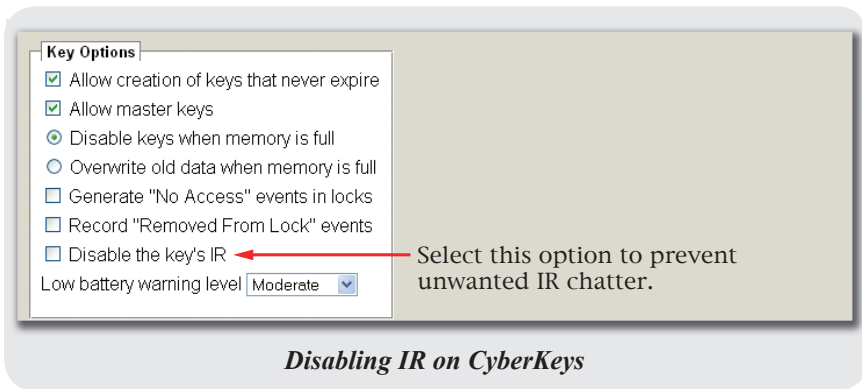 Key Options
Allow creation of keys that never expire
Allow master keys
Disable keys when memory is full
Overwrite old data when memory is full
Generate "No Access" events in locks
Record "Removed From Lock" events
Disable the key's IR
Select this option to prevent
unwanted IR chatter.
Low battery warning level Moderate
Disabling IR on CyberKeys